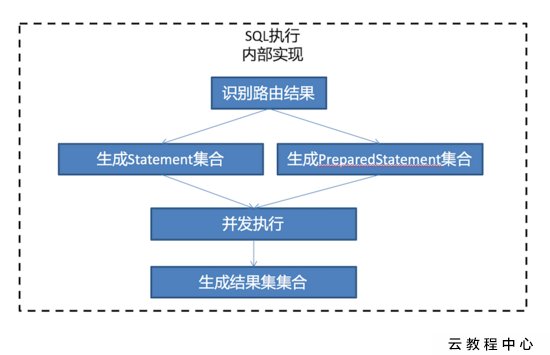 SQL执行
内部实现
识别路由结果
生成Statement集合
生成PreparedStatement集合
并发执行
生成结果集集合
云教程中心